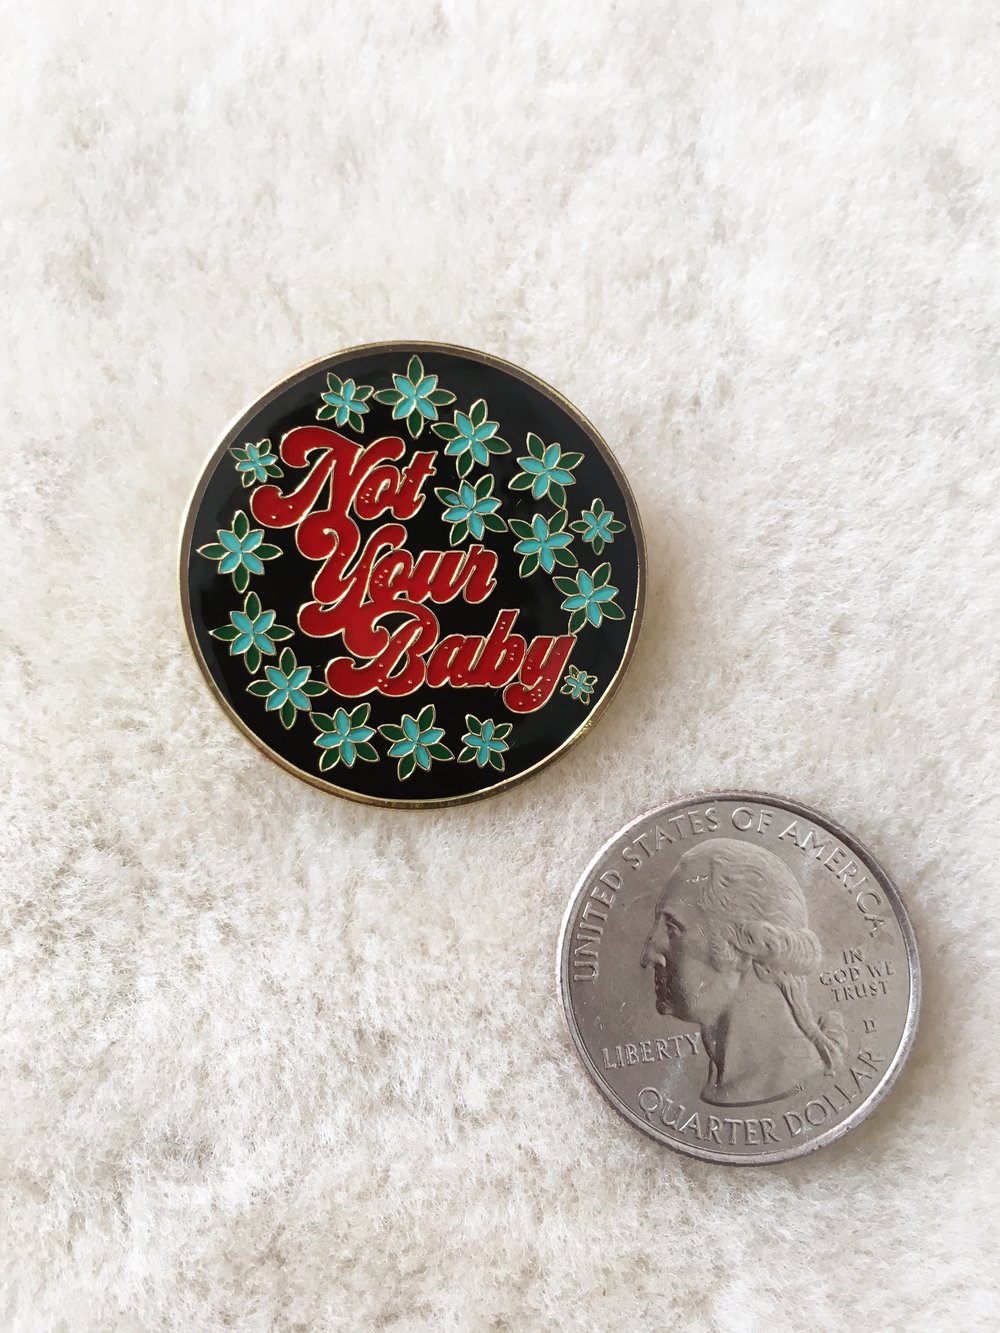 Not
Your
Baby
UNITED STATES OF AMERICA
IN
GOD WE
TRUST
D
LIBERTY
QUARTER DOLLAR